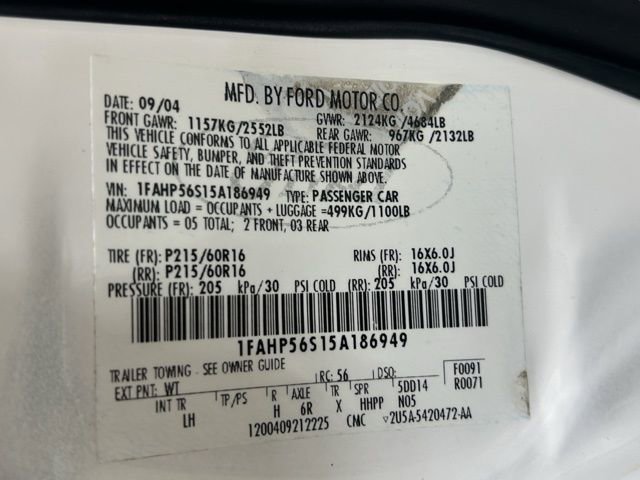 MFD. BY FORD MOTOR CO.
DATE: 09/04 GVWR: 2124KG /4684LB
FRONT GAWR: 1157KG/2552LB REAR GAWR: 967KG /2132LB
THIS VEHICLE CONFORMS TO ALL APPLICABLE FEDERAL MOTOR
VEHICLE SAFETY, BUMPER, AND THEFT PREVENTION STANDARDS
IN EFFECT ON THE DATE OF MANUFACTURE SHOWN ABOVE.
VIN: 1FAHP56S15A186949 TYPE: PASSENGER CAR
MAXIMUM LOAD = OCCUPANTS + LUGGAGE =499KG/1100LB
OCCUPANTS = 05 TOTAL; 2 FRONT, 03 REAR
TIRE (FR): P215/60R16 RIMS (FR): 16X6.0J
(RR): P215/60R16 (RR): 16X6.0J
PRESSURE (FR): 205 kPa/30 PSI COLD (RR): 205 kPa/30 PSI COLD
1FAHP56S15A186949
TRAILER TOWING - SEE OWNER GUIDE
RC: 56 DSO: F0091
EXT PNT: WT 5DD14 R0071
INT TR TP/PS R AXLE TR SPR N05
LH H 6R X HHPP
1200409212225 CMC ▽2U5A-5420472-AA